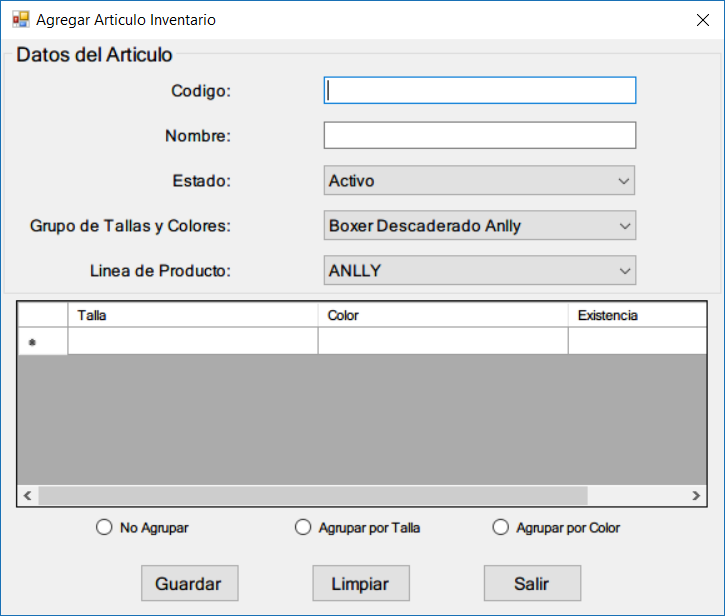 Agregar Articulo Inventario
Datos del Articulo
Codigo:
Nombre:
Estado: Activo
Grupo de Tallas y Colores: Boxer Descaderado Anlly
Linea de Producto: ANLLY
Talla Color Existencia
No Agrupar Agrupar por Talla Agrupar por Color
Guardar Limpiar Salir